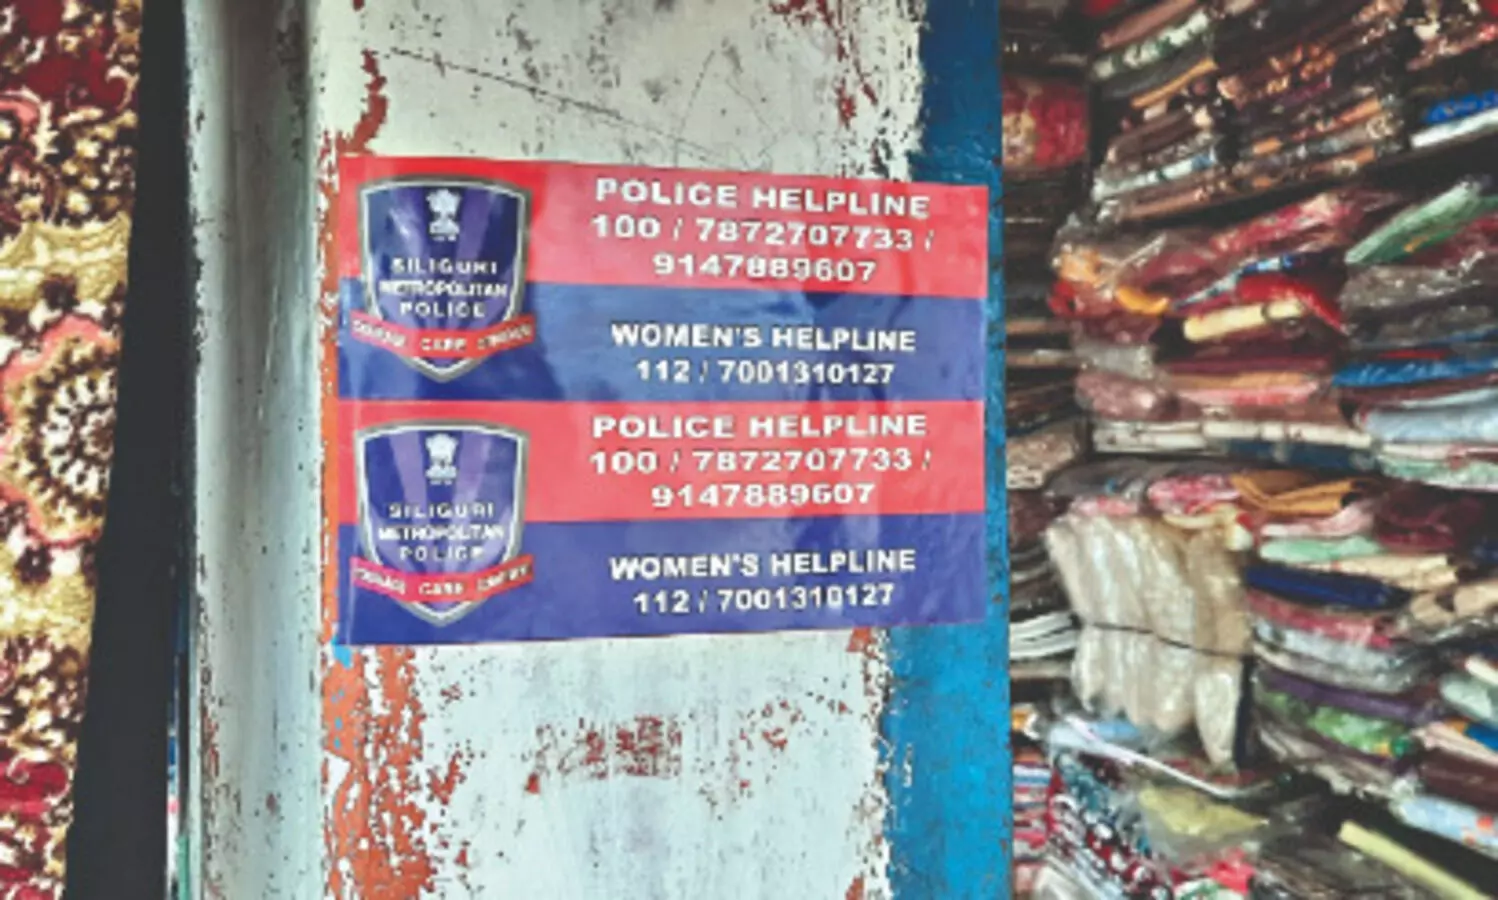 SILIGURI
METROPOLITAN
POLICE
POLICE HELPLINE
100 / 7872707733 /
9147889607
WOMEN'S HELPLINE
112 / 7001310127
SILIGURI
METROPOLITAN
POLICE
CARE
POLICE HELPLINE
100 / 7872707733 /
9147889607
WOMEN'S HELPLINE
112 / 7001310127